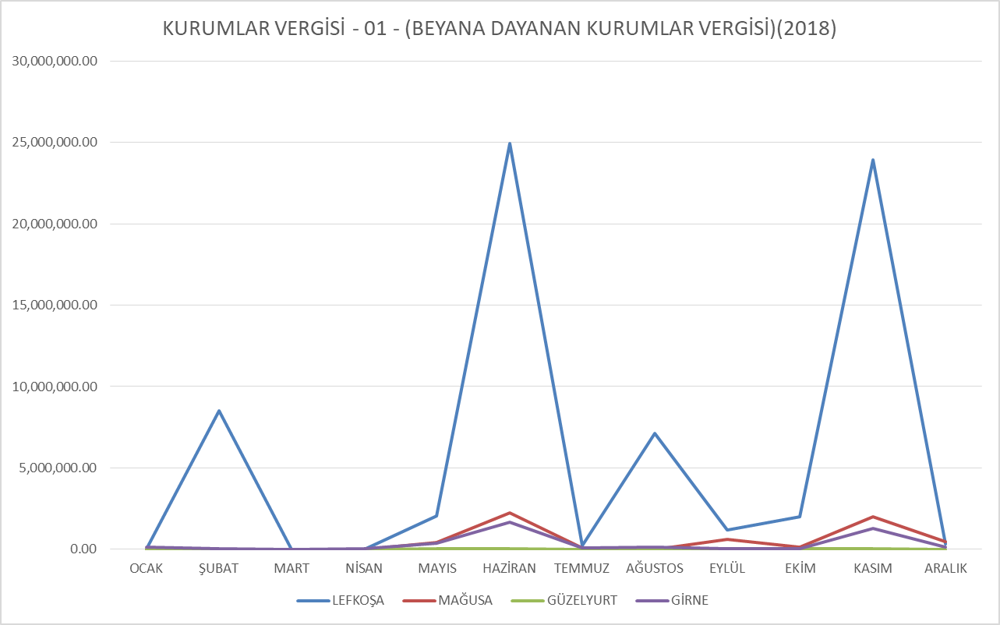 KURUMLAR VERGİSİ - 01 - (BEYANA DAYANAN KURUMLAR VERGİSİ)(2018)
30,000,000.00
25,000,000.00
20,000,000.00
15,000,000.00
10,000,000.00
5,000,000.00
0.00
OCAK ŞUBAT MART NİSAN MAYIS HAZİRAN TEMMUZ AĞUSTOS EYLÜL EKİM KASIM ARALIK
LEFKOŞA MAĞUSA GÜZELYURT GİRNE